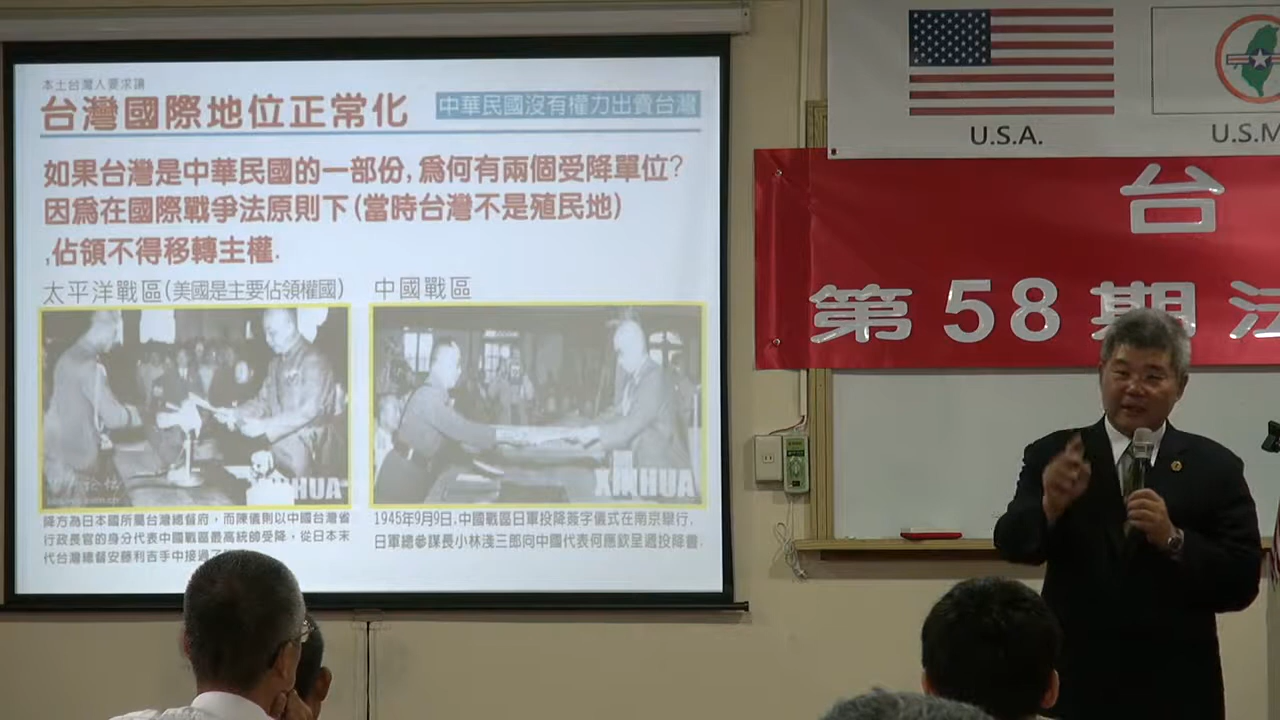 本土台灣人要求讓
台灣國際地位正常化
中華民國沒有權力出賣台灣
如果台灣是中華民國的一部份,為何有兩個受降單位?
因為在國際戰爭法原則下(當時台灣不是殖民地)
,佔領不得移轉主權.
太平洋戰區(美國是主要佔領權國)
中國戰區
HUA
XINHUA
降方為日本國所屬台灣總督府，而陳儀則以中國台灣省
行政長官的身分代表中國戰區最高統帥受降，從日本末
代台灣總督安藤利吉手中接過了
1945年9月9日,中國戰區日軍投降簽字儀式在南京舉行,
日軍總參謀長小林浅三郎向中國代表何應欽呈遞投降書.
U.S.A.
U.S.M
台
第58期法